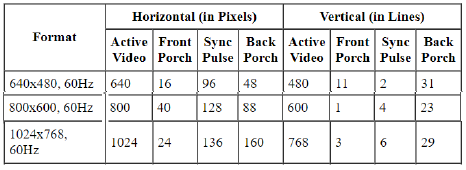 Format Horizontal (in Pixels) Vertical (in Lines)
Active Video Front Porch Sync Pulse Back Porch Active Video Front Porch Sync Pulse Back Porch
640x480, 60Hz 640 16 96 48 480 11 2 31
800x600, 60Hz 800 40 128 88 600 1 4 23
1024x768, 60Hz 1024 24 136 160 768 3 6 29